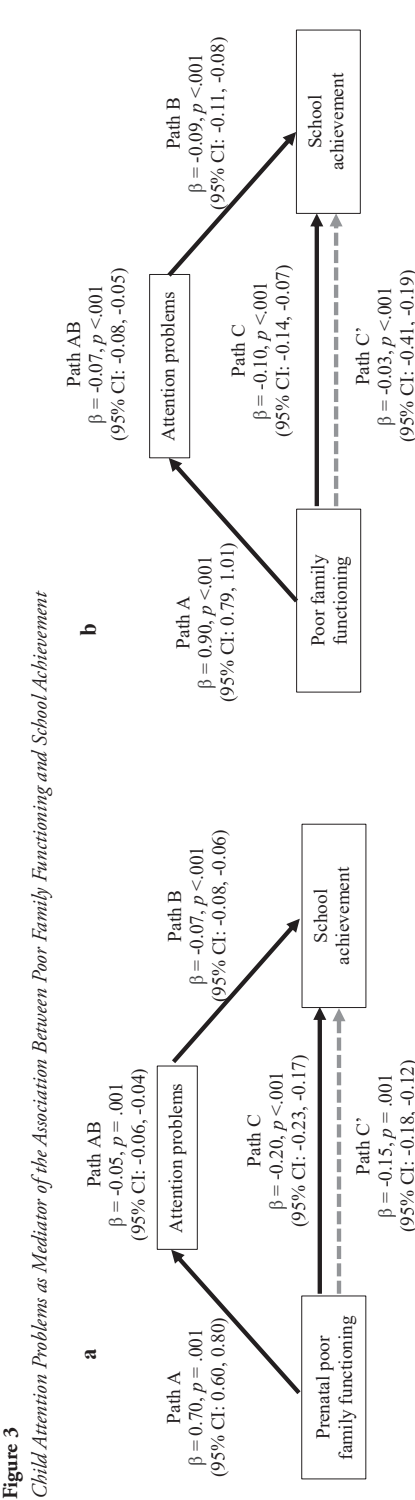 Figure 3
Child Attention Problems as Mediator of the Association Between Poor Family Functioning and School Achievement
a
Path AB
β = -0.05, p = .001
(95% CI: -0.06, -0.04)
Attention problems
Path A
β = 0.70, p = .001
(95% CI: 0.60, 0.80)
Path B
β = -0.07, p <.001
(95% CI: -0.08, -0.06)
Path C
β = -0.20, p <.001
(95% CI: -0.23, -0.17)
Prenatal poor
family functioning
School
achievement
Path C’
β = -0.15, p = .001
(95% CI: -0.18, -0.12)
b
Path AB
β = -0.07, p <.001
(95% CI: -0.08, -0.05)
Attention problems
Path A
β = 0.90, p <.001
(95% CI: 0.79, 1.01)
Path B
β = -0.09, p <.001
(95% CI: -0.11, -0.08)
Path C
β = -0.10, p <.001
(95% CI: -0.14, -0.07)
Poor family
functioning
School
achievement
Path C’
β = -0.03, p <.001
(95% CI: -0.41, -0.19)